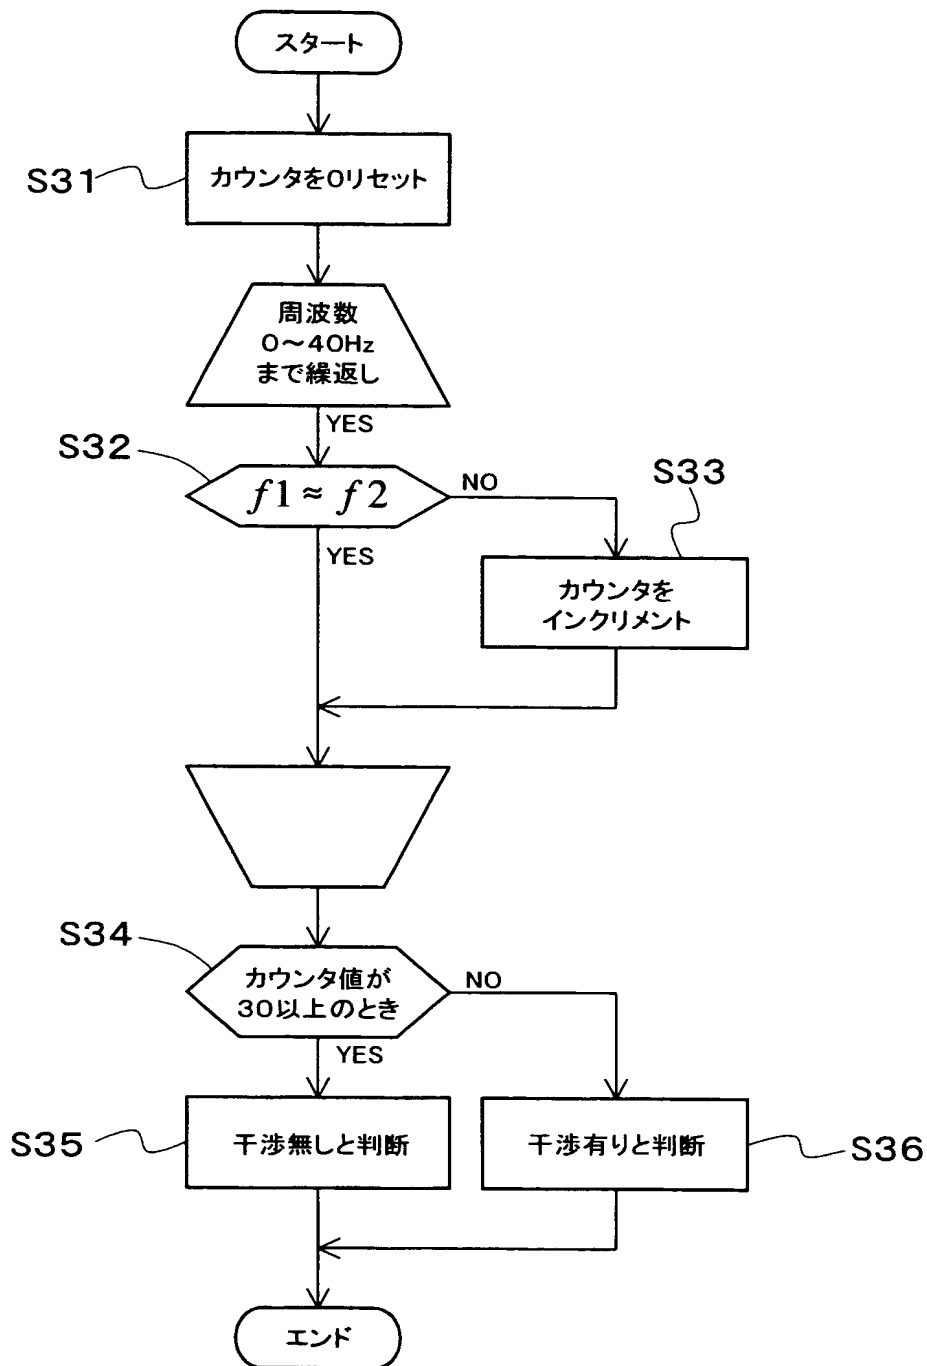 スタート
S31
カウンタを0リセット
周波数
0～40Hz
まで繰返し
YES
S32
f1 ≈ f2
NO
S33
YES
カウンタを
インクリメント
S34
カウンタ値が
30以上のとき
NO
YES
S35
干渉無しと判断
干渉有りと判断
S36
エンド